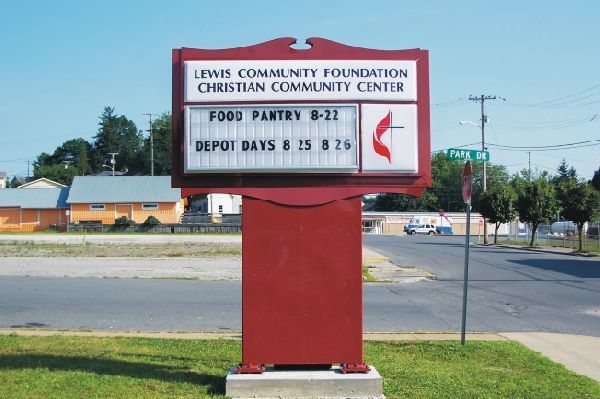 LEWIS COMMUNITY FOUNDATION
CHRISTIAN COMMUNITY CENTER
FOOD PANTRY 8-22
DEPOT DAYS 8 25 8 26
PARK DR